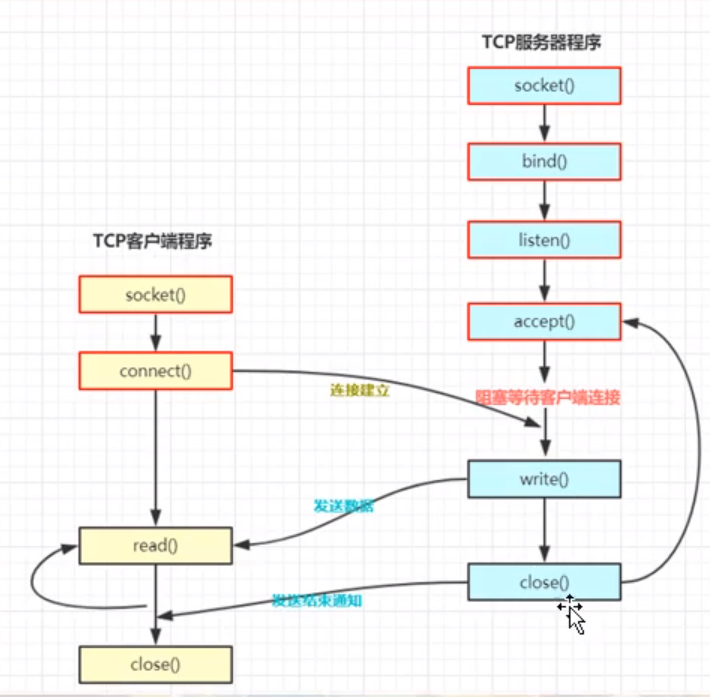 TCP服务器程序
socket()
bind()
listen()
TCP客户端程序
socket()
accept()
connect()
连接建立
阻塞等待客户端连接
write()
发送数据
read()
close()
发送结束通知
close()